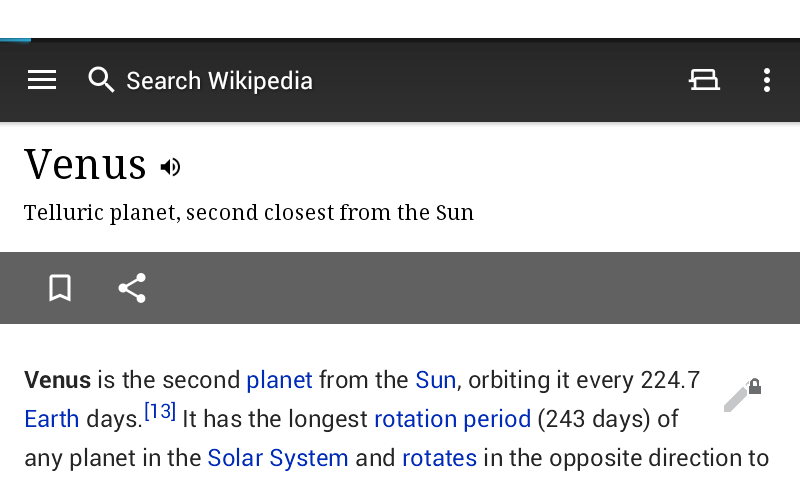 Search Wikipedia
Venus
Telluric planet, second closest from the Sun
Venus is the second planet from the Sun, orbiting it every 224.7
Earth days.[13] It has the longest rotation period (243 days) of
any planet in the Solar System and rotates in the opposite direction to